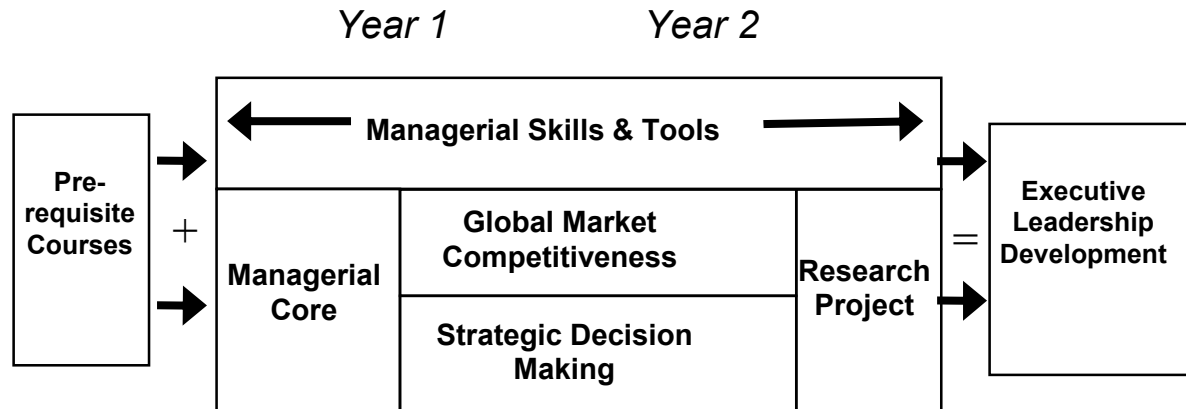 Year 1 Year 2
Managerial Skills & Tools
Pre-
requisite
Courses
+
Managerial
Core
Global Market
Competitiveness
Strategic Decision
Making
Research
Project
=
Executive
Leadership
Development